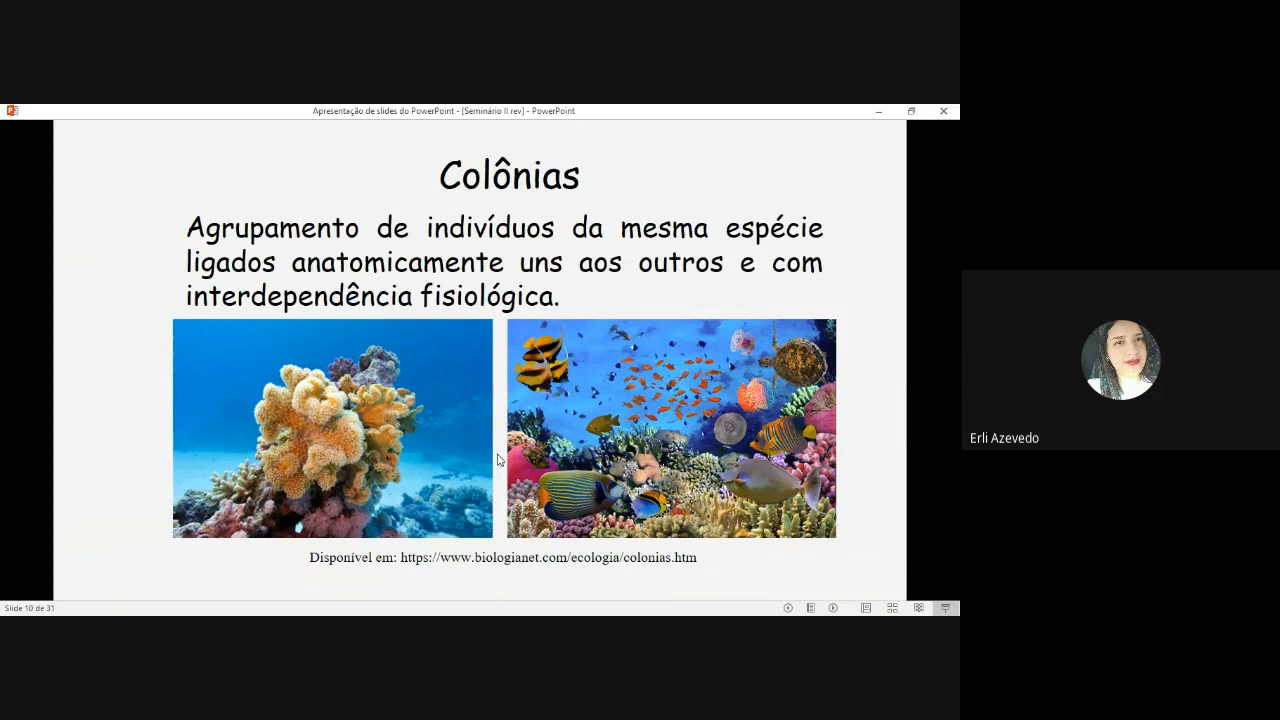 Apresentação de slides do PowerPoint - [Seminário II rev] - PowerPoint
Colônias
Agrupamento de indivíduos da mesma espécie
ligados anatomicamente uns aos outros e com
interdependência fisiológica.
Disponível em: https://www.biologianet.com/ecologia/colonias.htm
Slide 10 de 31
Erli Azevedo